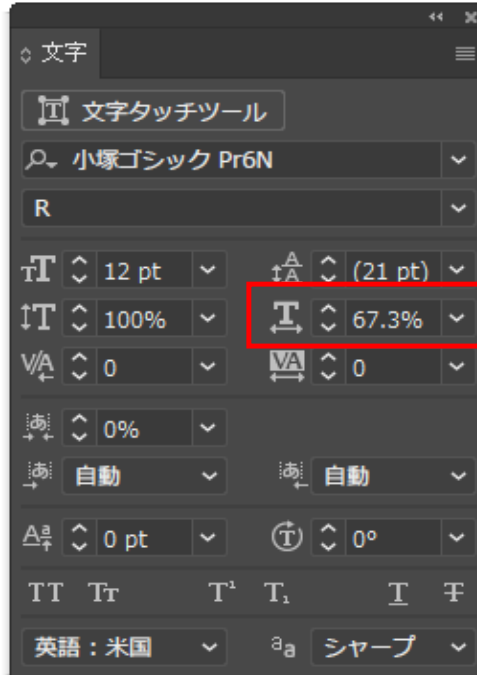 文字
文字タッチツール
小塚ゴシック Pr6N
R
12 pt (21 pt)
100% 67.3%
0 0
0%
自動 自動
0 pt 0°
TT Tr T¹ T₁ T T
英語：米国 aa シャープ